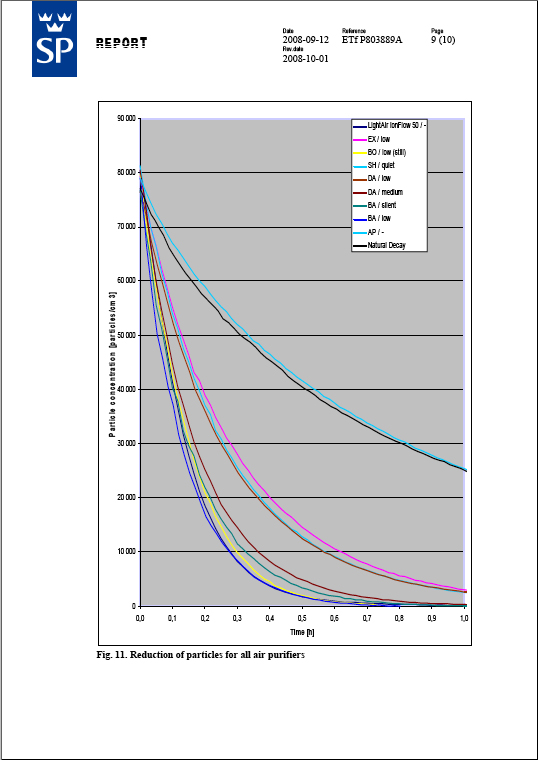 SP
REPORT
Date
2008-09-12
Reference
ETf P803889A
Page
9 (10)
Rev.date
2008-10-01
90 000
80 000
70 000
60 000
50 000
40 000
30 000
20 000
10 000
0
Particle concentration [particles/cm3]
LightAir IonFlow 50 / -
EX / low
BO / low (still)
SH / quiet
DA / low
DA / medium
BA / silent
BA / low
AP / -
Natural Decay
0,0 0,1 0,2 0,3 0,4 0,5 0,6 0,7 0,8 0,9 1,0
Time [h]
Fig. 11. Reduction of particles for all air purifiers